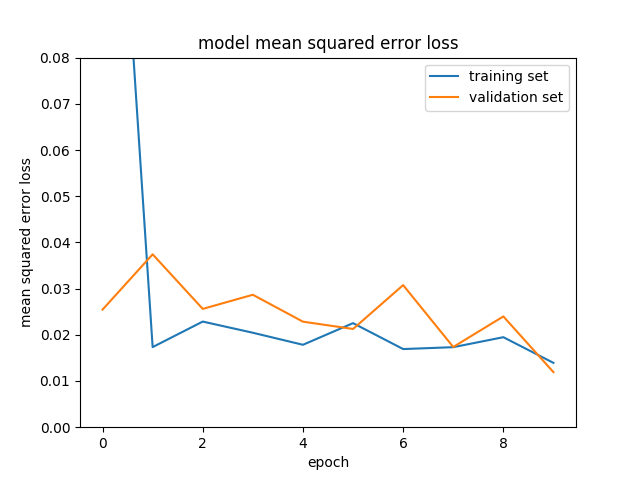 model mean squared error loss
training set
validation set
0.08
0.07
0.06
0.05
0.04
0.03
0.02
0.01
0.00
mean squared error loss
0 2 4 6 8
epoch